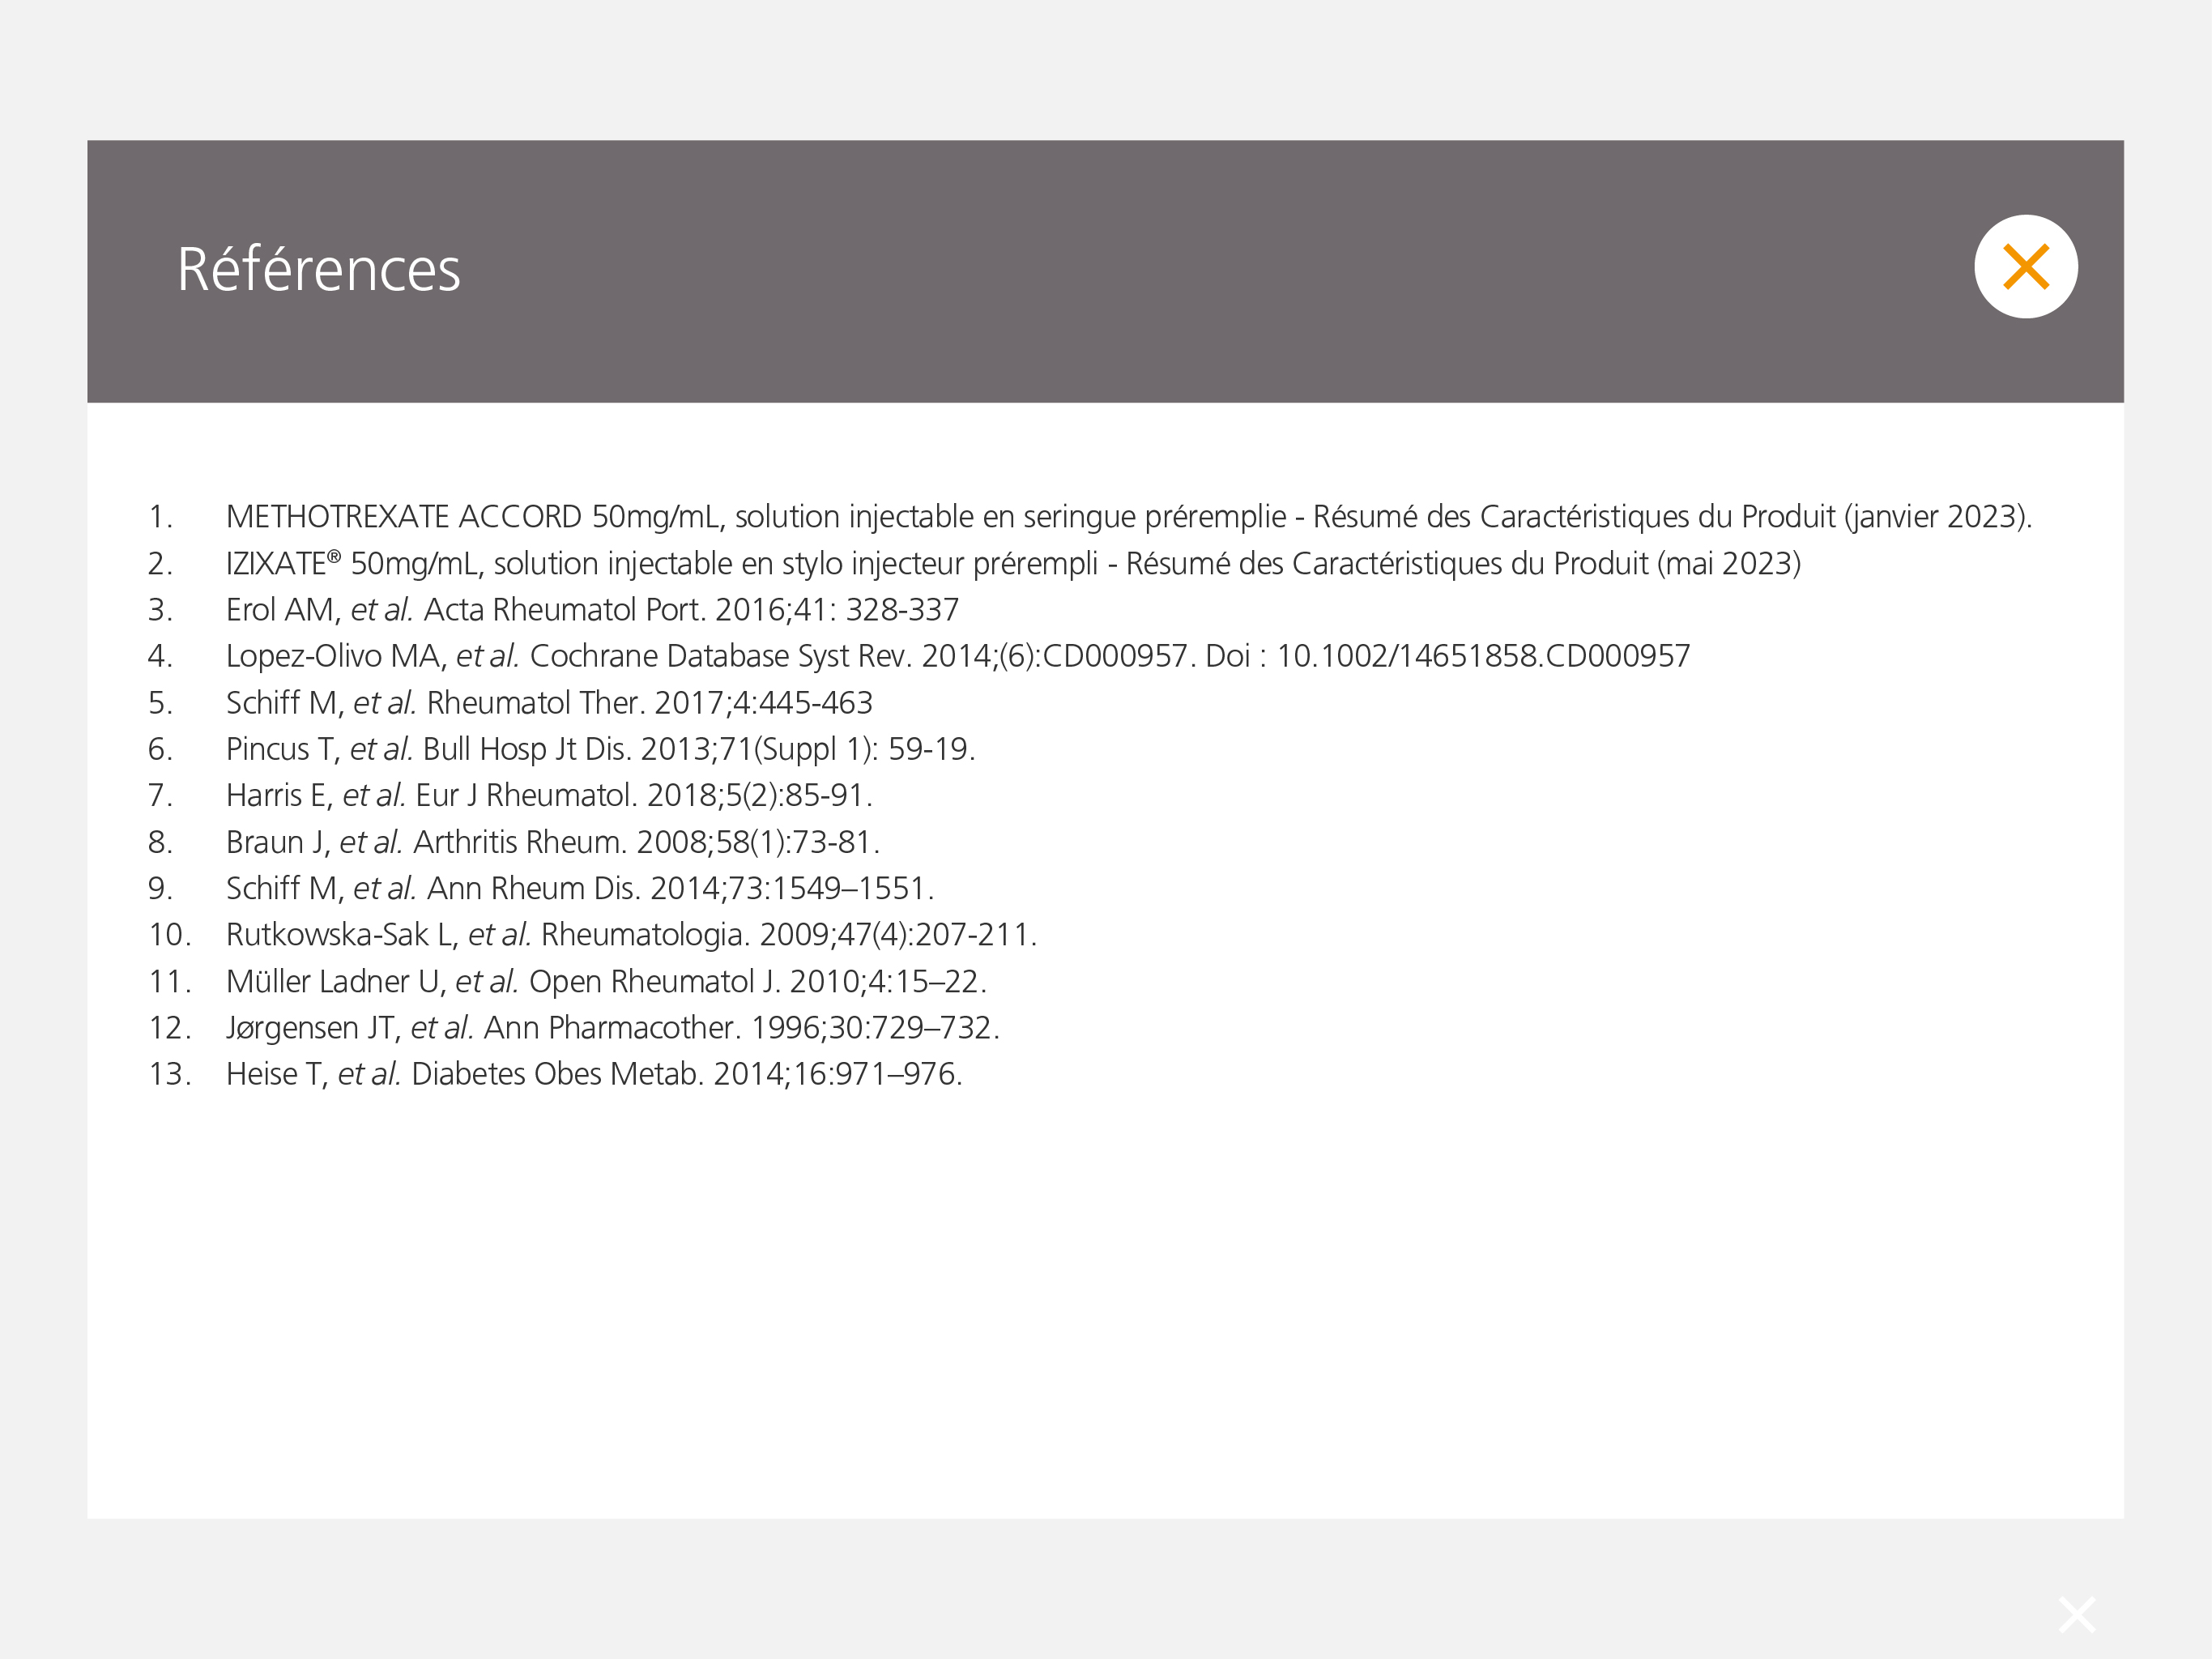 Références
1. METHOTREXATE ACCORD 50mg/mL, solution injectable en seringue préremplie - Résumé des Caractéristiques du Produit (janvier 2023).
2. IZIXATE® 50mg/mL, solution injectable en stylo injecteur prérempli - Résumé des Caractéristiques du Produit (mai 2023)
3. Erol AM, et al. Acta Rheumatol Port. 2016;41: 328-337
4. Lopez-Olivo MA, et al. Cochrane Database Syst Rev. 2014;(6):CD000957. Doi : 10.1002/14651858.CD000957
5. Schiff M, et al. Rheumatol Ther. 2017;4:445-463
6. Pincus T, et al. Bull Hosp Jt Dis. 2013;71(Suppl 1): 59-19.
7. Harris E, et al. Eur J Rheumatol. 2018;5(2):85-91.
8. Braun J, et al. Arthritis Rheum. 2008;58(1):73-81.
9. Schiff M, et al. Ann Rheum Dis. 2014;73:1549–1551.
10. Rutkowska-Sak L, et al. Rheumatologia. 2009;47(4):207-211.
11. Müller Ladner U, et al. Open Rheumatol J. 2010;4:15–22.
12. Jørgensen JT, et al. Ann Pharmacother. 1996;30:729–732.
13. Heise T, et al. Diabetes Obes Metab. 2014;16:971–976.